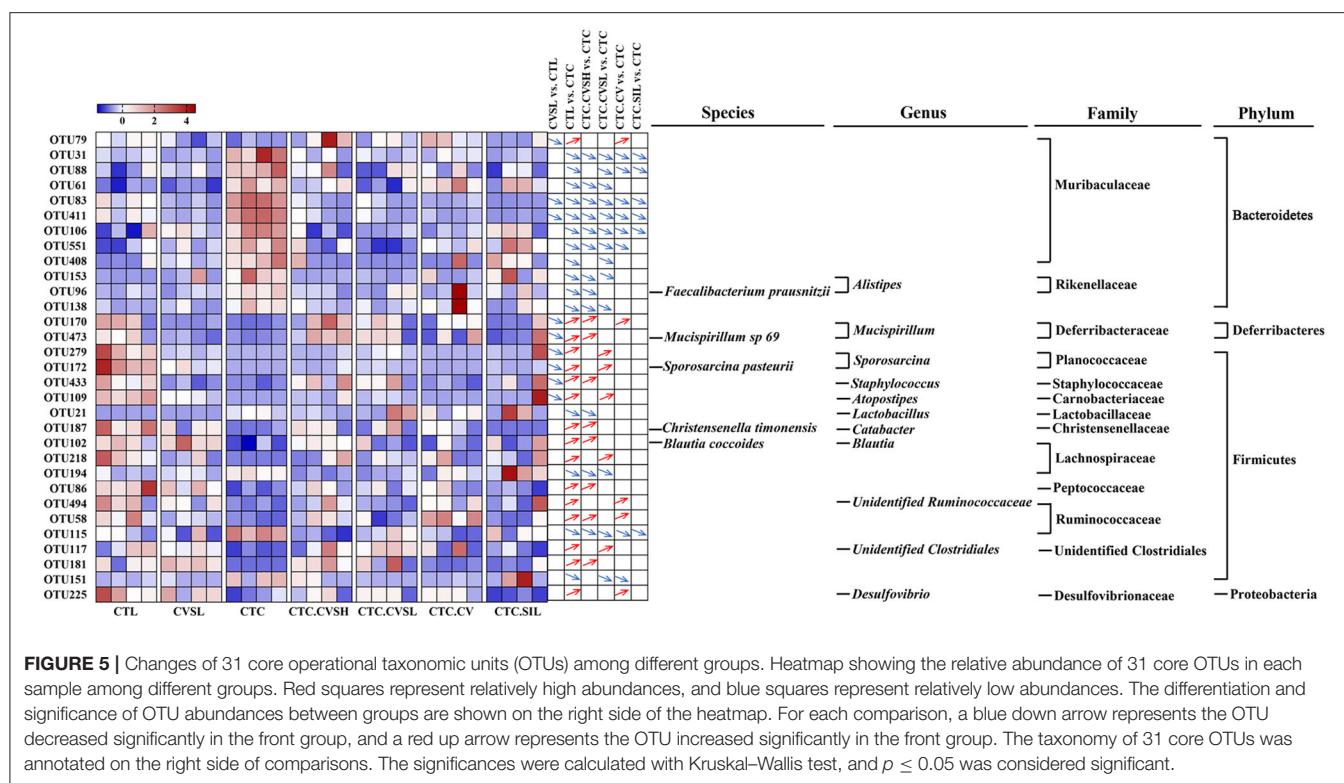 CVSL vs. CTL
CTL vs. CTC
CTC.CVSH vs. CTC
CTC.CVSL vs. CTC
CTC.CV vs. CTC
CTC.SIL vs. CTC
0 2 4
Species Genus Family Phylum
OTU79
OTU31
OTU88
OTU61
OTU83
OTU411
OTU106
OTU551
OTU408
OTU153
OTU96
OTU138
OTU170
OTU473
OTU279
OTU172
OTU433
OTU109
OTU21
OTU187
OTU102
OTU218
OTU194
OTU86
OTU494
OTU58
OTU115
OTU117
OTU181
OTU151
OTU225
Faecalibacterium prausnitzii
Mucispirillum sp 69
Sporosarcina pasteurii
Christensenella timonensis
Blautia coccoides
Alistipes
Mucispirillum
Sporosarcina
Staphylococcus
Atopostipes
Lactobacillus
Catabacter
Blautia
Unidentified Ruminococcaceae
Unidentified Clostridiales
Desulfovibrio
Muribaculaceae
Rikenellaceae
Deferribacteraceae
Planococcaceae
Staphylococcaceae
Carnobacteriaceae
Lactobacillaceae
Christensenellaceae
Lachnospiraceae
Peptococcaceae
Ruminococcaceae
Unidentified Clostridiales
Desulfovibrionaceae
Bacteroidetes
Deferribacteres
Firmicutes
Proteobacteria
CTL CVSL CTC CTC.CVSH CTC.CVSL CTC.CV CTC.SIL
FIGURE 5 | Changes of 31 core operational taxonomic units (OTUs) among different groups. Heatmap showing the relative abundance of 31 core OTUs in each
sample among different groups. Red squares represent relatively high abundances, and blue squares represent relatively low abundances. The differentiation and
significance of OTU abundances between groups are shown on the right side of the heatmap. For each comparison, a blue down arrow represents the OTU
decreased significantly in the front group, and a red up arrow represents the OTU increased significantly in the front group. The taxonomy of 31 core OTUs was
annotated on the right side of comparisons. The significances were calculated with Kruskal–Wallis test, and p ≤ 0.05 was considered significant.